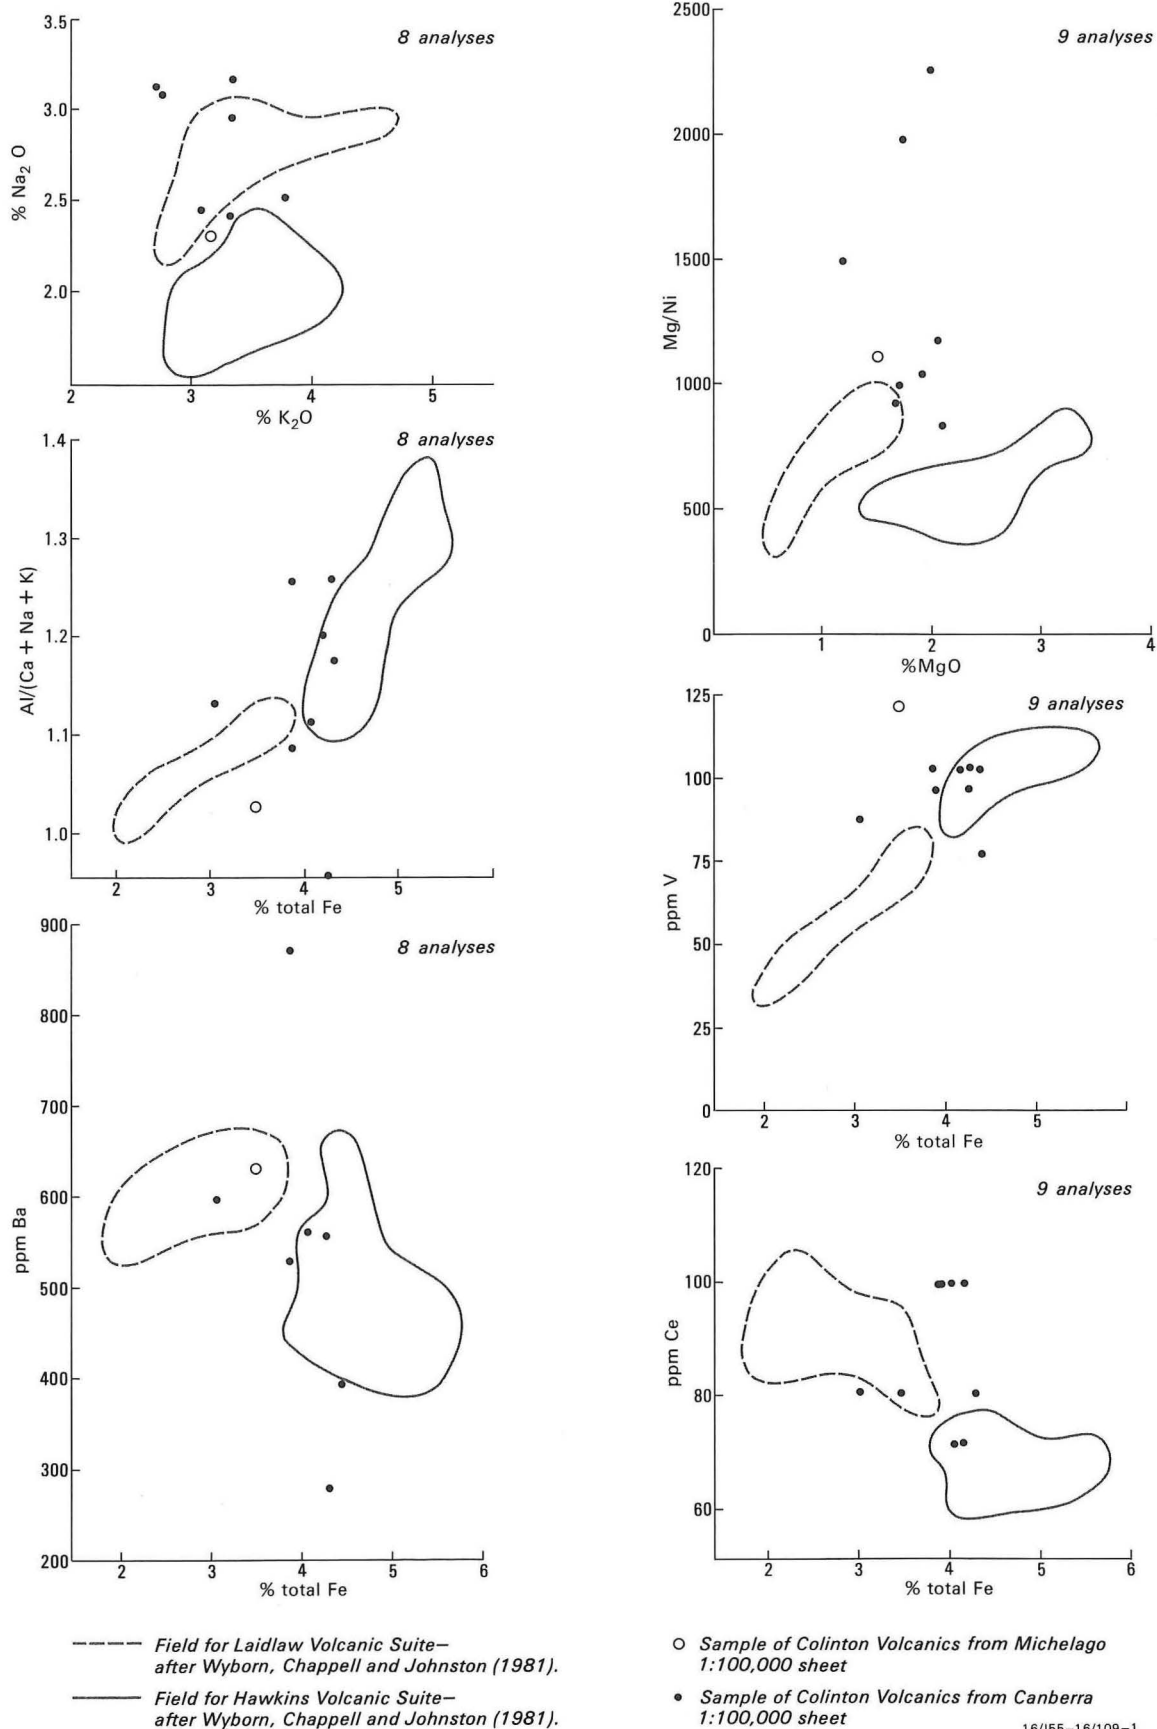 8 analyses
3.5
3.0
2.5
2.0
% Na2 O
2 3 4 5
% K2O
8 analyses
1.4
1.3
1.2
1.1
1.0
Al/(Ca + Na + K)
2 3 4 5
% total Fe
8 analyses
900
800
700
600
500
400
300
200
ppm Ba
2 3 4 5 6
% total Fe
9 analyses
2500
2000
1500
1000
500
0
Mg/Ni
1 2 3 4
%MgO
9 analyses
125
100
75
50
25
0
ppm V
2 3 4 5
% total Fe
9 analyses
120
100
80
60
ppm Ce
2 3 4 5 6
% total Fe
Field for Laidlaw Volcanic Suite–
after Wyborn, Chappell and Johnston (1981).
Field for Hawkins Volcanic Suite–
after Wyborn, Chappell and Johnston (1981).
Sample of Colinton Volcanics from Michelago
1:100,000 sheet
Sample of Colinton Volcanics from Canberra
1:100,000 sheet
16/I55–16/109–1